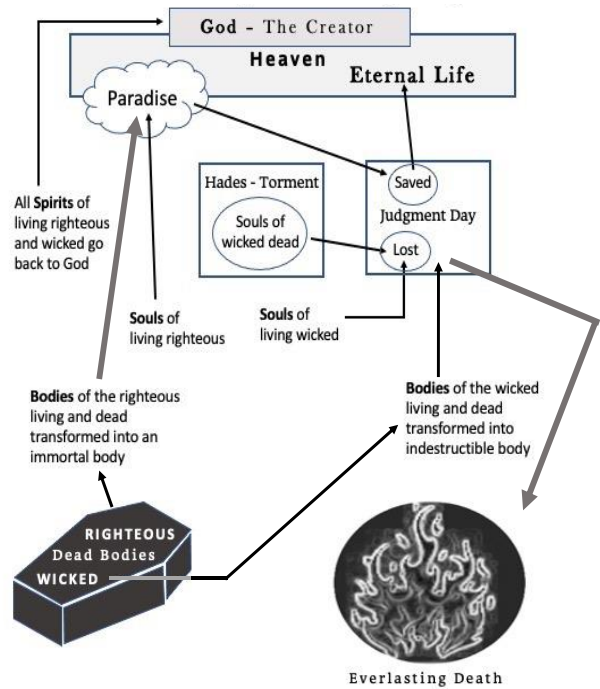 God – The Creator
Heaven
Eternal Life
Paradise
Hades - Torment
Souls of
wicked dead
Saved
Judgment Day
Lost
All Spirits of
living righteous
and wicked go
back to God
Souls of
living righteous
Souls of
living wicked
Bodies of the righteous
living and dead
transformed into an
immortal body
Bodies of the wicked
living and dead
transformed into
indestructible body
RIGHTEOUS
Dead Bodies
WICKED
Everlasting Death